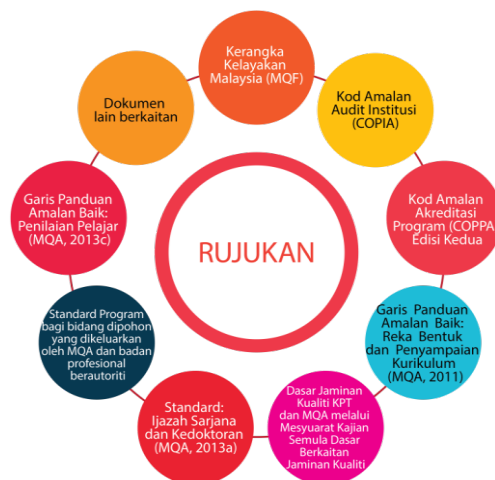 Kerangka
Kelayakan
Malaysia (MQF)
Kod Amalan
Audit Institusi
(COPIA)
Kod Amalan
Akreditasi
Program (COPPA)
Edisi Kedua
Garis Panduan
Amalan Baik:
Reka Bentuk
dan Penyampaian
Kurikulum
(MQA, 2011)
Dasar Jaminan
Kualiti KPT
dan MQA melalui
Mesyuarat Kajian
Semula Dasar
Berkaitan
Jaminan Kualiti
Standard:
Ijazah Sarjana
dan Kedoktoran
(MQA, 2013a)
Standard Program
bagi bidang dipohon
yang dikeluarkan
oleh MQA dan badan
profesional
berautoriti
Garis Panduan
Amalan Baik:
Penilaian Pelajar
(MQA, 2013c)
Dokumen
lain berkaitan
RUJUKAN